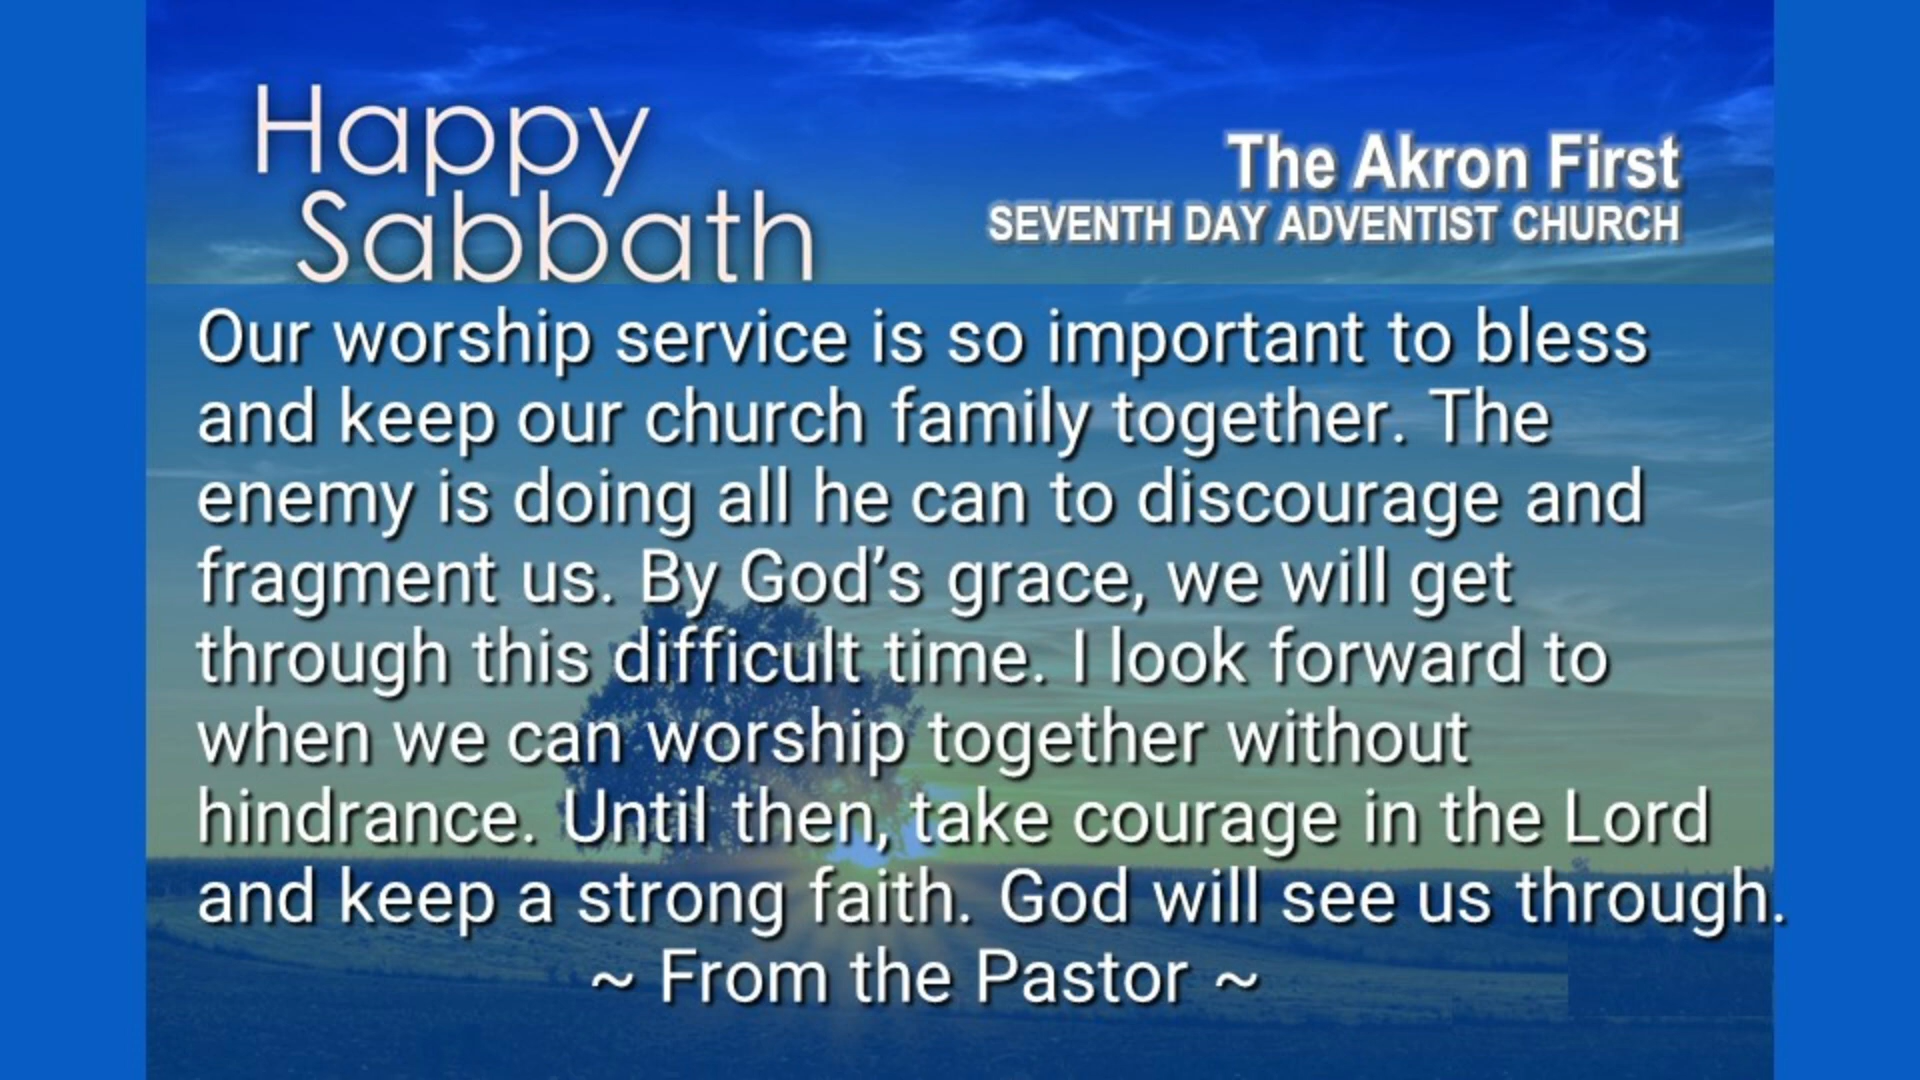 Happy
Sabbath
The Akron First
SEVENTH DAY ADVENTIST CHURCH
Our worship service is so important to bless
and keep our church family together. The
enemy is doing all he can to discourage and
fragment us. By God’s grace, we will get
through this difficult time. I look forward to
when we can worship together without
hindrance. Until then, take courage in the Lord
and keep a strong faith. God will see us through.
~ From the Pastor ~